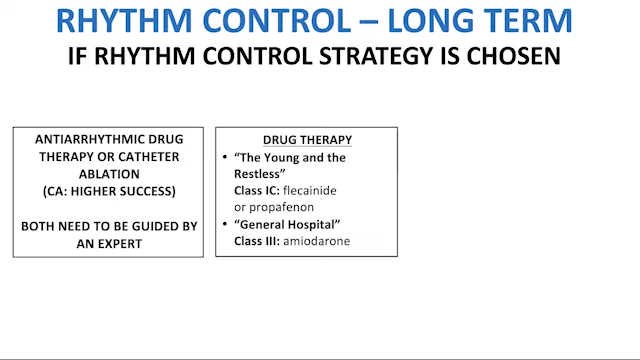 RHYTHM CONTROL – LONG TERM
IF RHYTHM CONTROL STRATEGY IS CHOSEN
ANTIARRHYTHMIC DRUG
THERAPY OR CATHETER
ABLATION
(CA: HIGHER SUCCESS)
BOTH NEED TO BE GUIDED BY
AN EXPERT
DRUG THERAPY
• “The Young and the
Restless”
Class IC: flecainide
or propafenon
• “General Hospital”
Class III: amiodarone